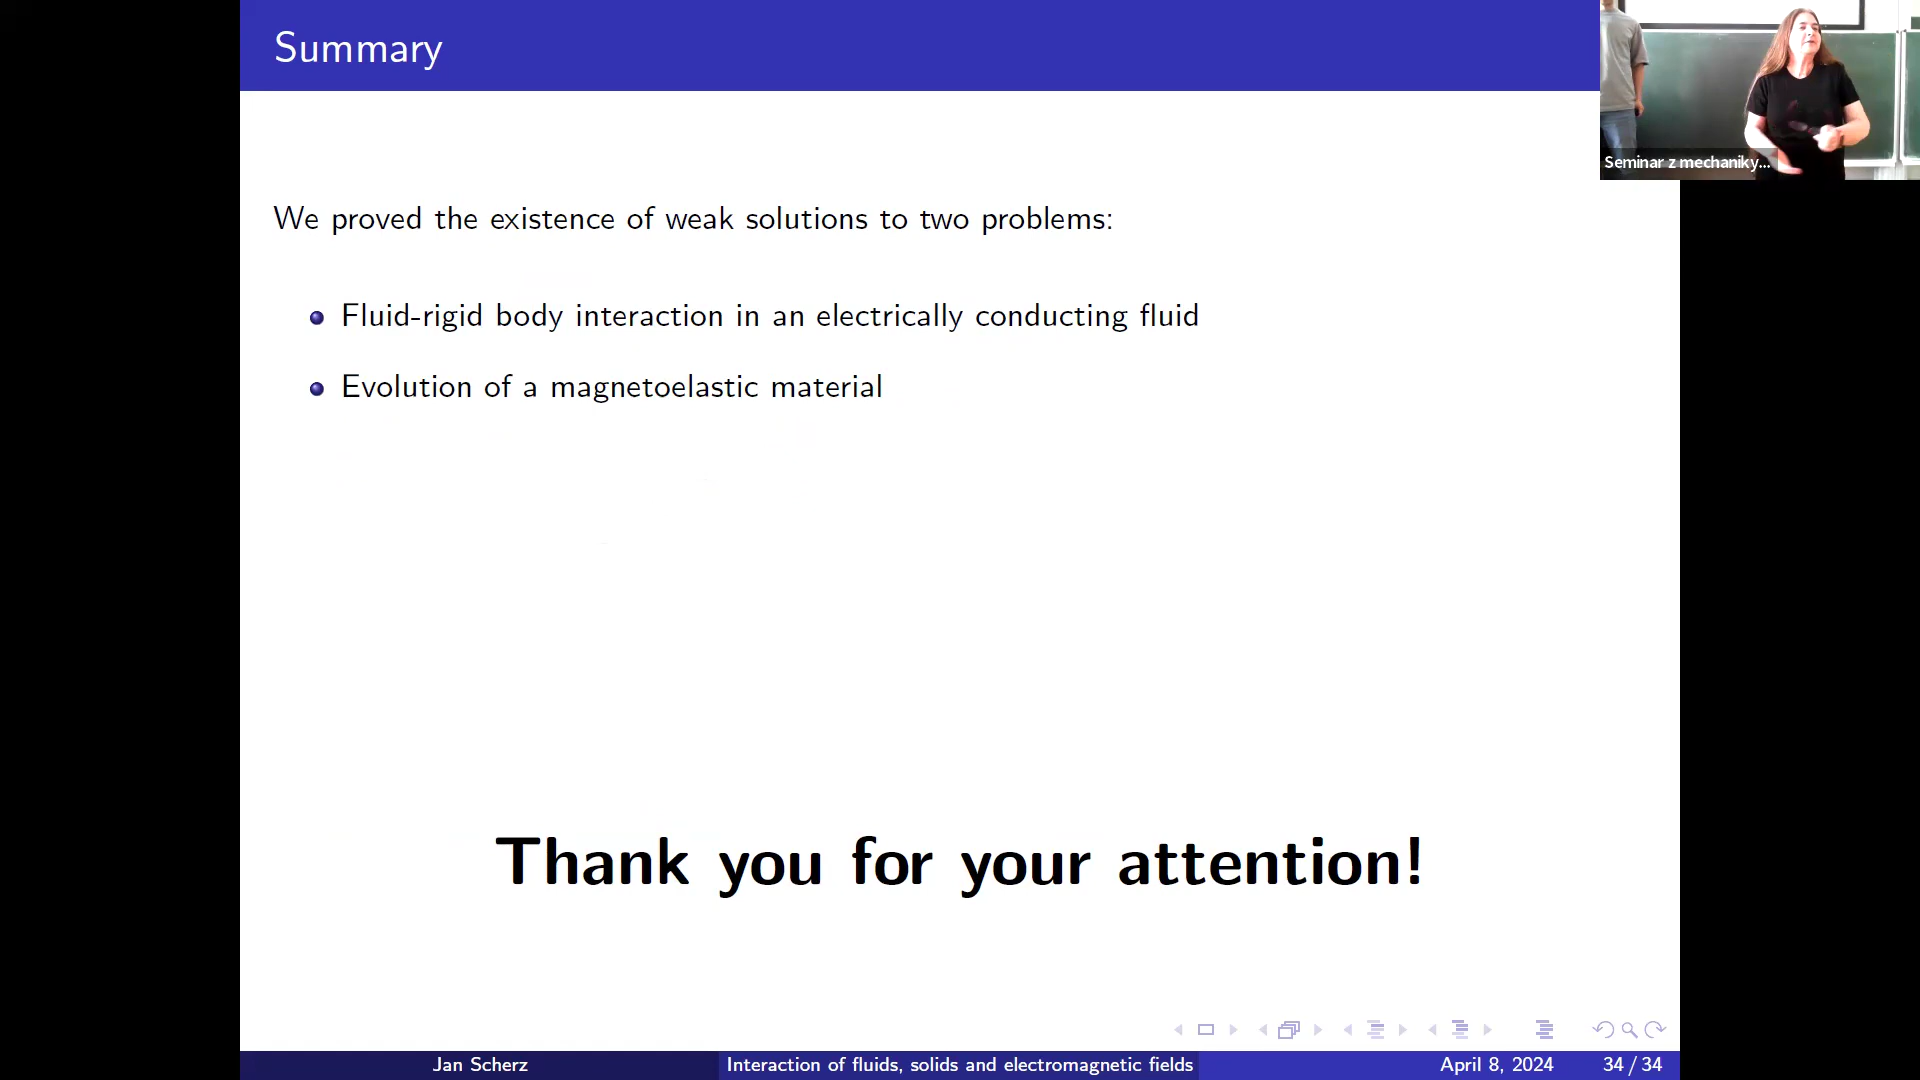 Summary
Seminar z mechaniky...
We proved the existence of weak solutions to two problems:
Fluid-rigid body interaction in an electrically conducting fluid
Evolution of a magnetoelastic material
Thank you for your attention!
Jan Scherz
Interaction of fluids, solids and electromagnetic fields
April 8, 2024
34 / 34